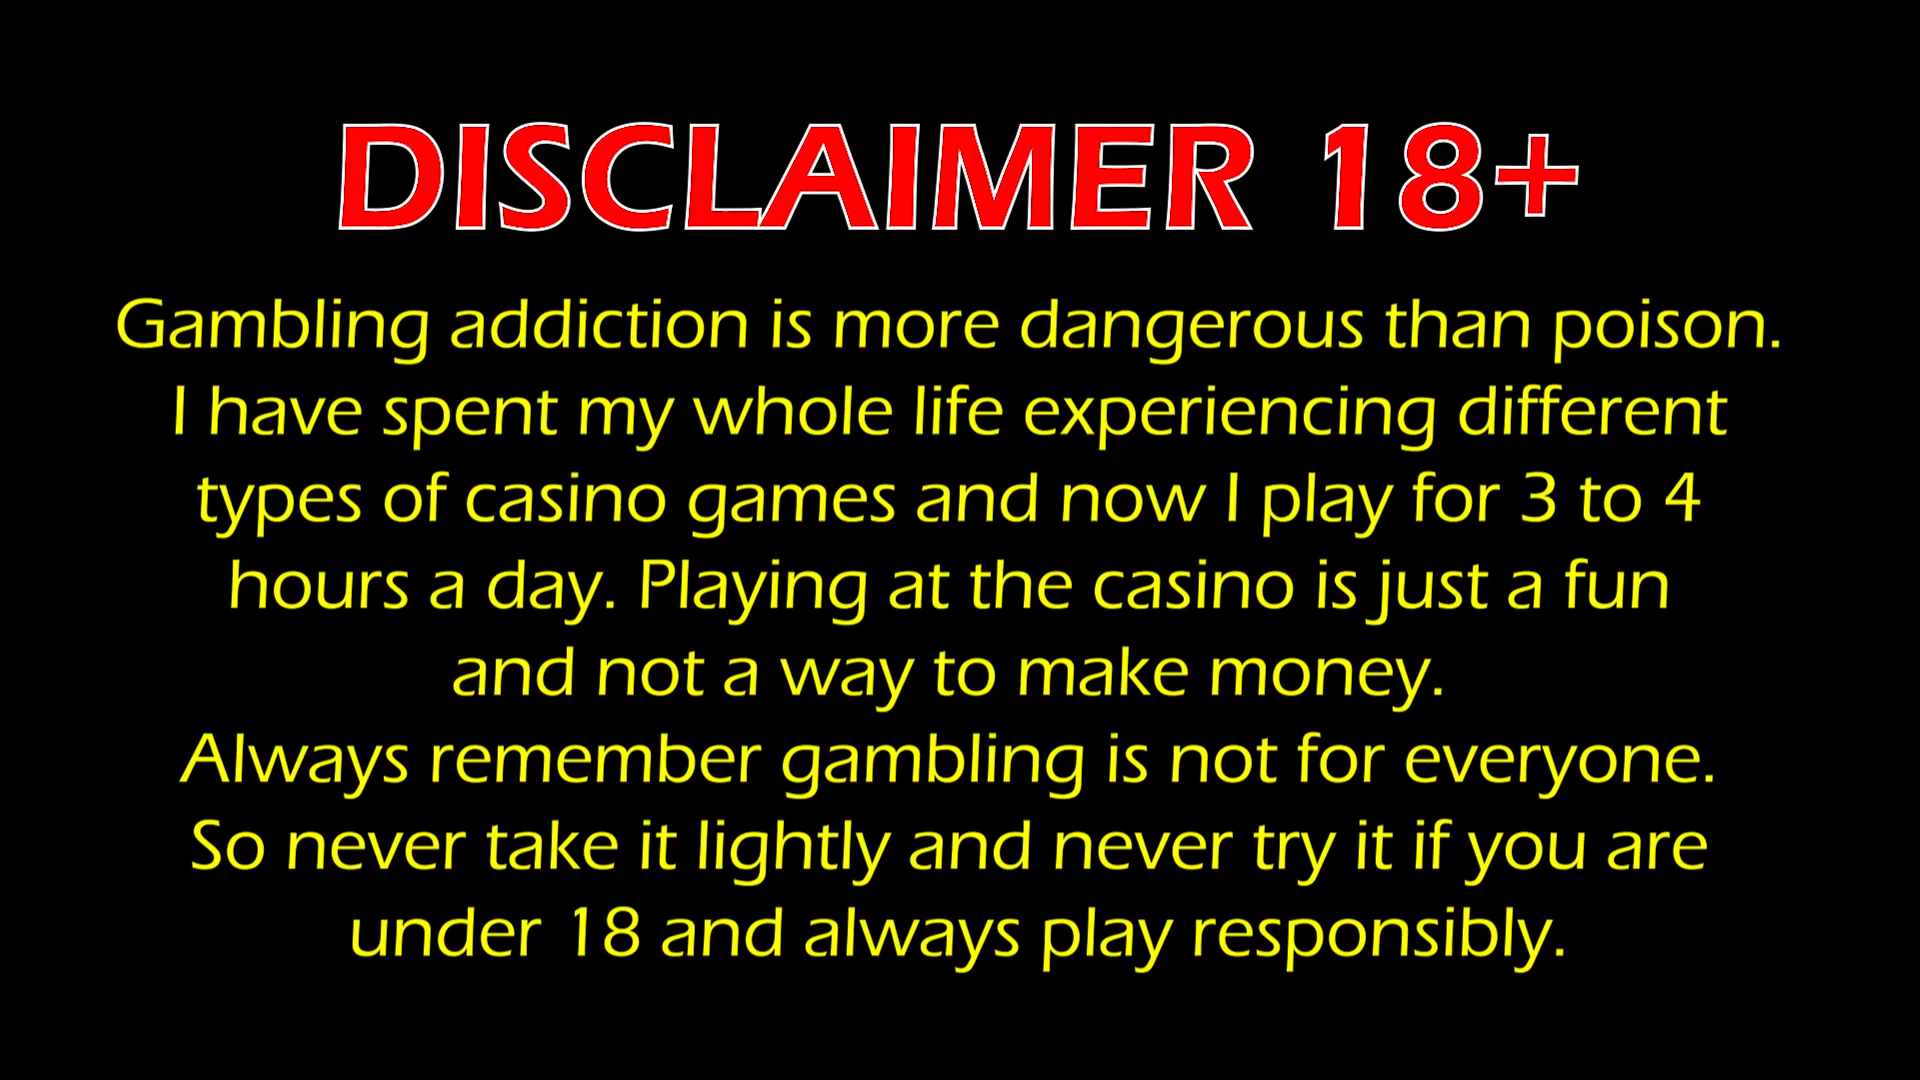 DISCLAIMER 18+
Gambling addiction is more dangerous than poison.
I have spent my whole life experiencing different
types of casino games and now I play for 3 to 4
hours a day. Playing at the casino is just a fun
and not a way to make money.
Always remember gambling is not for everyone.
So never take it lightly and never try it if you are
under 18 and always play responsibly.